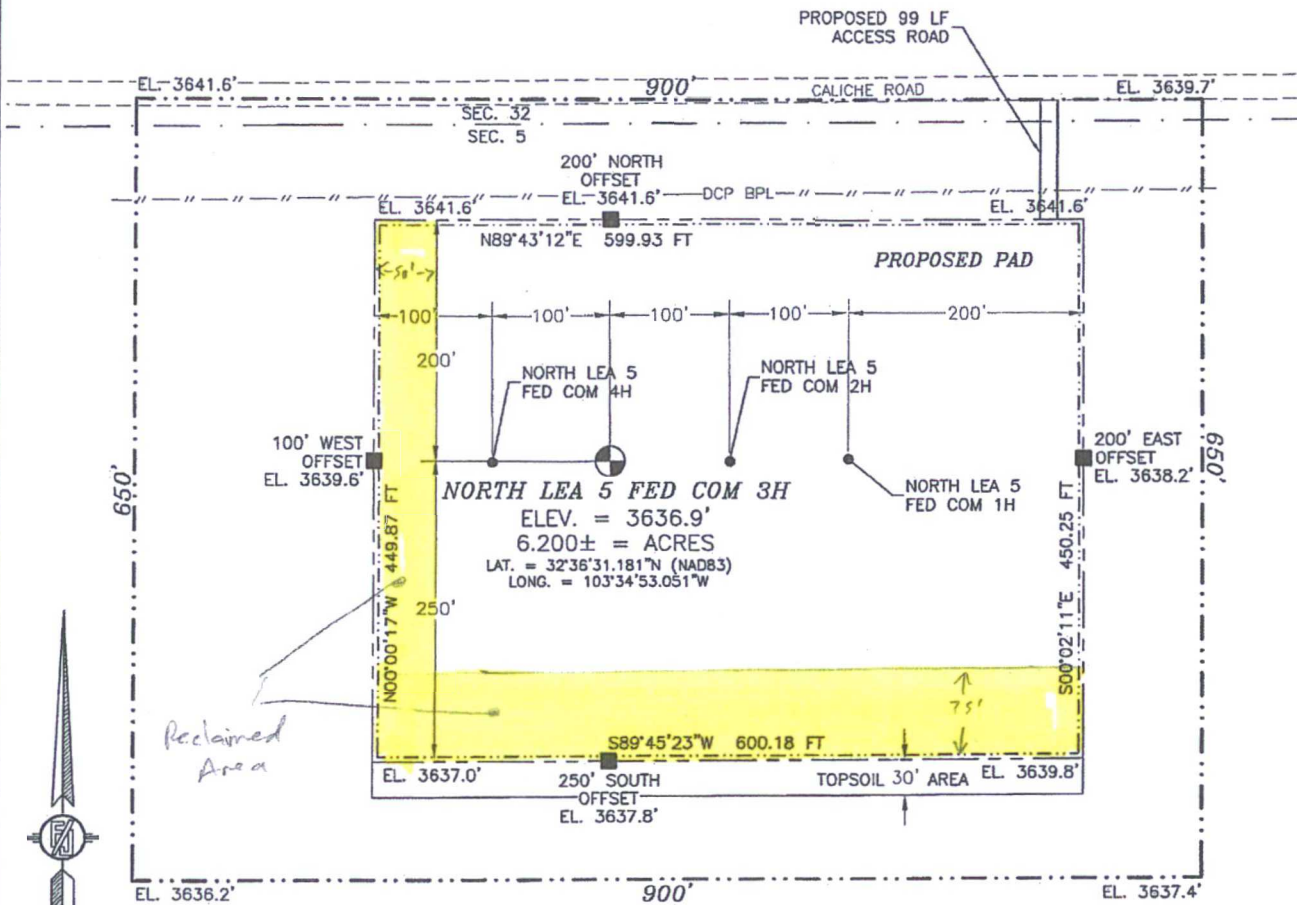 PROPOSED 99 LF
ACCESS ROAD
EL. 3641.6'
900'
CALICHE ROAD
EL. 3639.7'
SEC. 32
SEC. 5
200' NORTH
OFFSET
EL. 3641.6'
DCP BPL
EL. 3641.6'
EL. 3641.6'
N89°43'12"E 599.93 FT
PROPOSED PAD
100'
100'
100'
100'
200'
200'
NORTH LEA 5
FED COM 4H
NORTH LEA 5
FED COM 2H
100' WEST
OFFSET
EL. 3639.6'
200' EAST
OFFSET
EL. 3638.2'
650'
650'
NORTH LEA 5
FED COM 1H
NORTH LEA 5 FED COM 3H
ELEV. = 3636.9'
6.200± = ACRES
LAT. = 32°36'31.181"N (NAD83)
LONG. = 103°34'53.051"W
N00°00'17"W 449.87 FT
250'
S00°02'11"E 450.25 FT
75'
Reclaimed
Area
S89°45'23"W 600.18 FT
EL. 3637.0'
250' SOUTH
OFFSET
EL. 3637.8'
TOPSOIL 30' AREA
EL. 3639.8'
EL. 3636.2'
900'
EL. 3637.4'